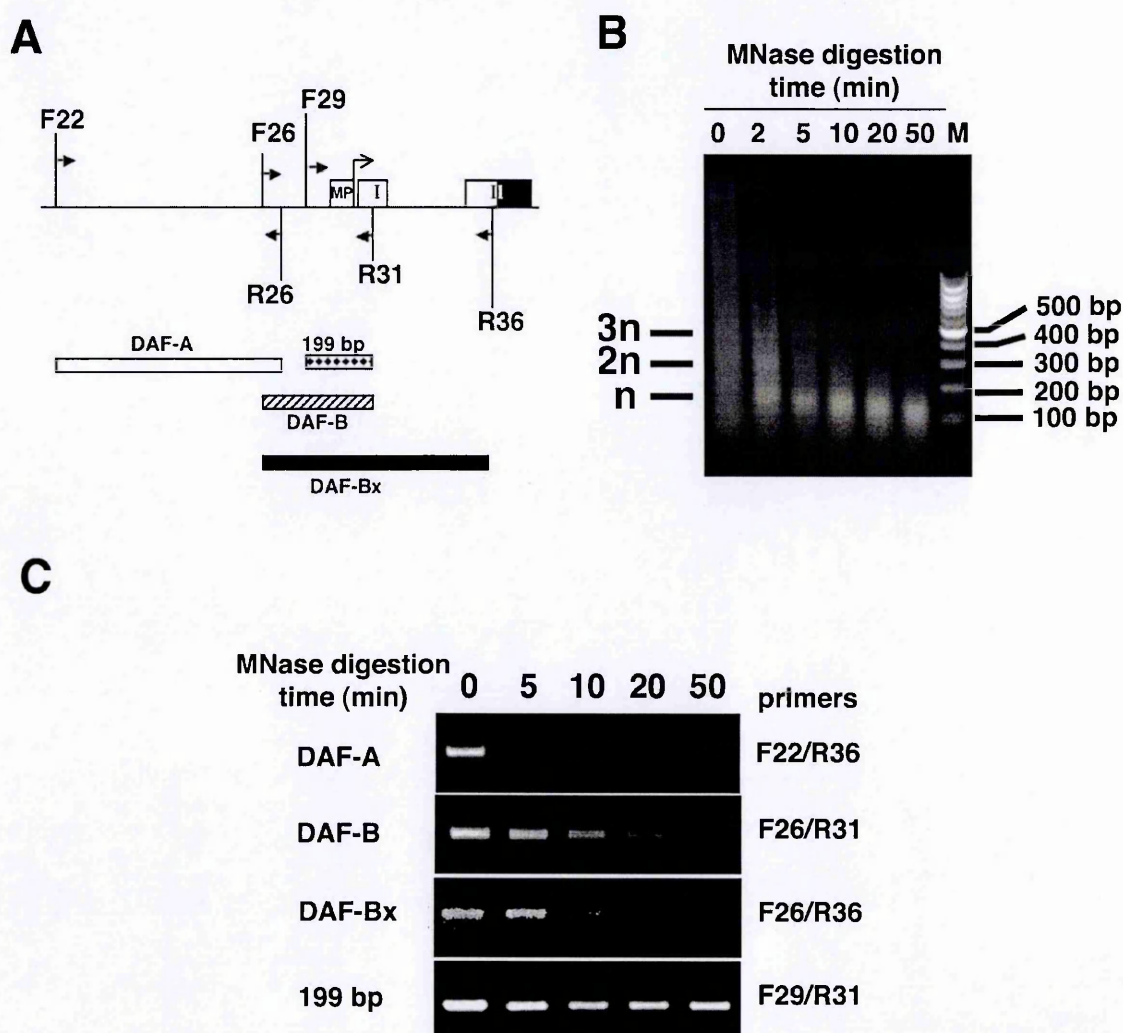 A
F22
F26
F29
MP
I
II
R26
R31
R36
DAF-A
199 bp
DAF-B
DAF-Bx
B
MNase digestion
time (min)
0 2 5 10 20 50 M
3n
2n
n
500 bp
400 bp
300 bp
200 bp
100 bp
C
MNase digestion
time (min)
0 5 10 20 50
primers
DAF-A
F22/R36
DAF-B
F26/R31
DAF-Bx
F26/R36
199 bp
F29/R31